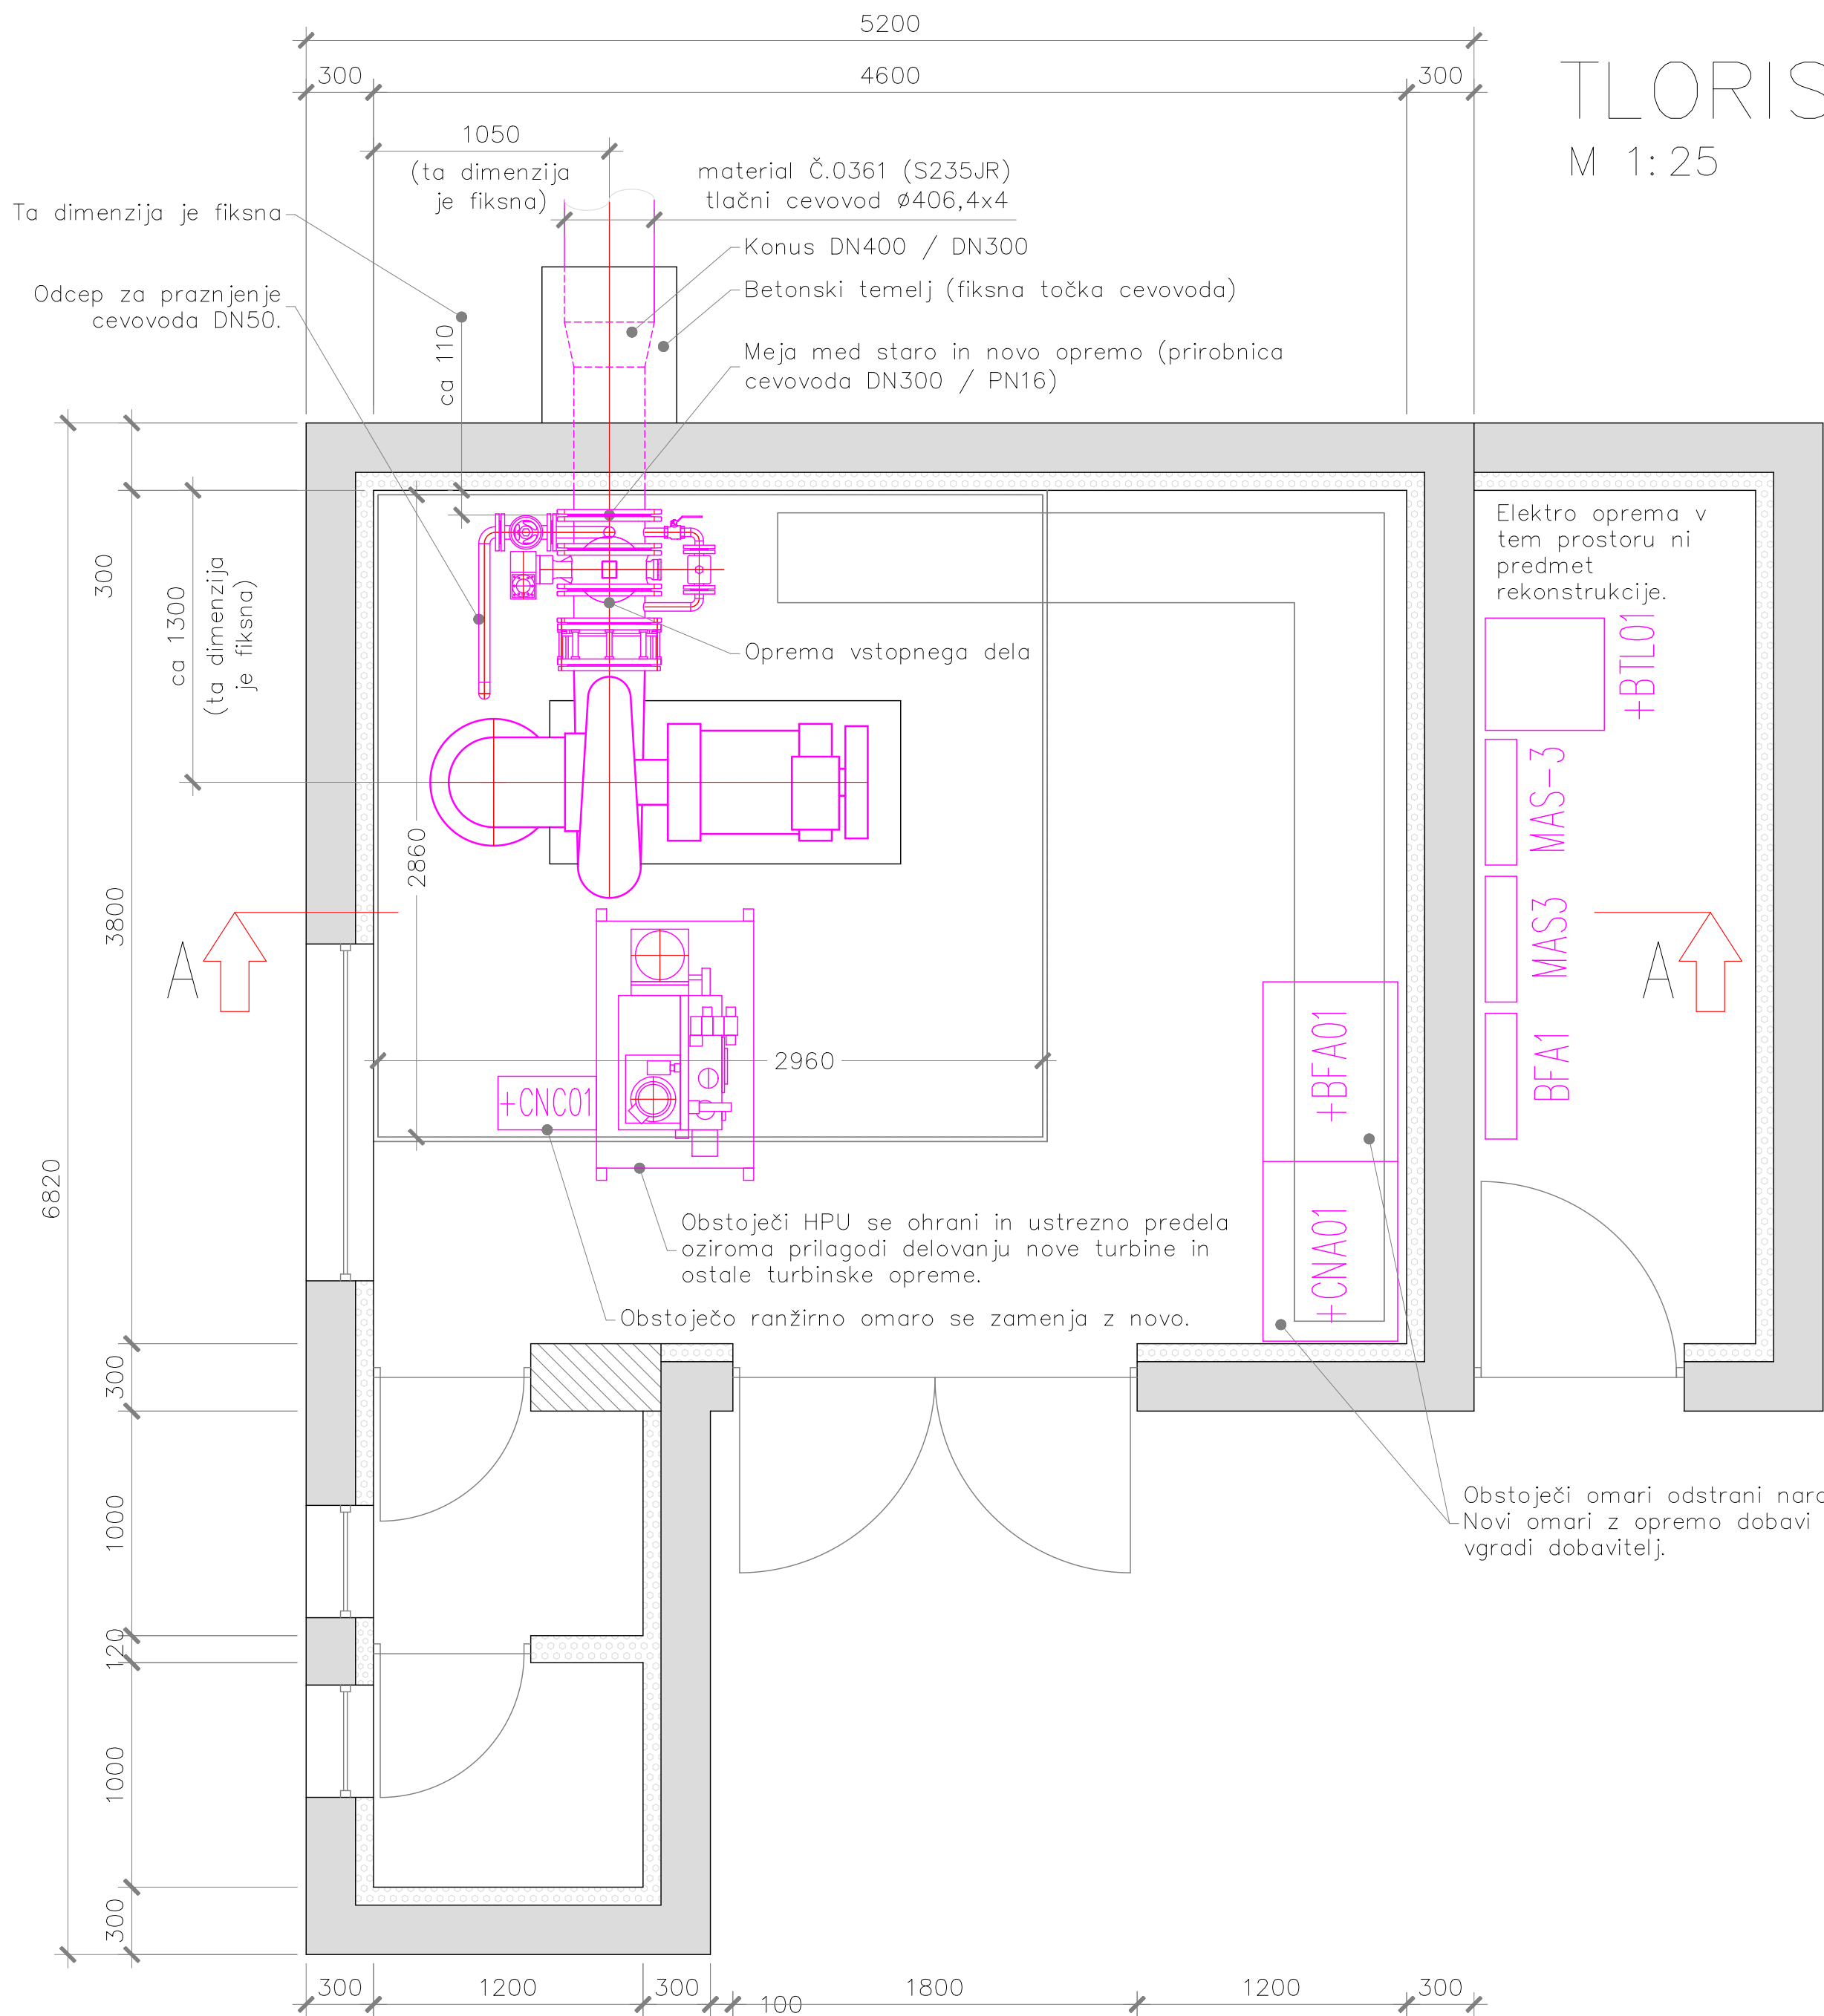 5200
300
4600
300
TLORIS
M 1:25
1050
(ta dimenzija
je fiksna)
material Č.0361 (S235JR)
tlačni cevovod ø406,4x4
Ta dimenzija je fiksna
Konus DN400 / DN300
Odcep za praznjenje
cevovoda DN50.
Betonski temelj (fiksna točka cevovoda)
ca 110
Meja med staro in novo opremo (prirobnica
cevovoda DN300 / PN16)
Elektro oprema v
tem prostoru ni
predmet
rekonstrukcije.
300
ca 1300
(ta dimenzija
je fiksna)
Oprema vstopnega dela
+BTL01
MAS-3
2860
3800
MAS3
A
A
+BFA01
BFA1
2960
+CNC01
6820
Obstoječi HPU se ohrani in ustrezno predela
oziroma prilagodi delovanju nove turbine in
ostale turbinske opreme.
+CNA01
Obstoječo ranžirno omaro se zamenja z novo.
300
1000
Obstoječi omari odstrani
Novi omari z opremo dobavi
vgradi dobavitelj.
120
1000
300
300
1200
300
100
1800
1200
300